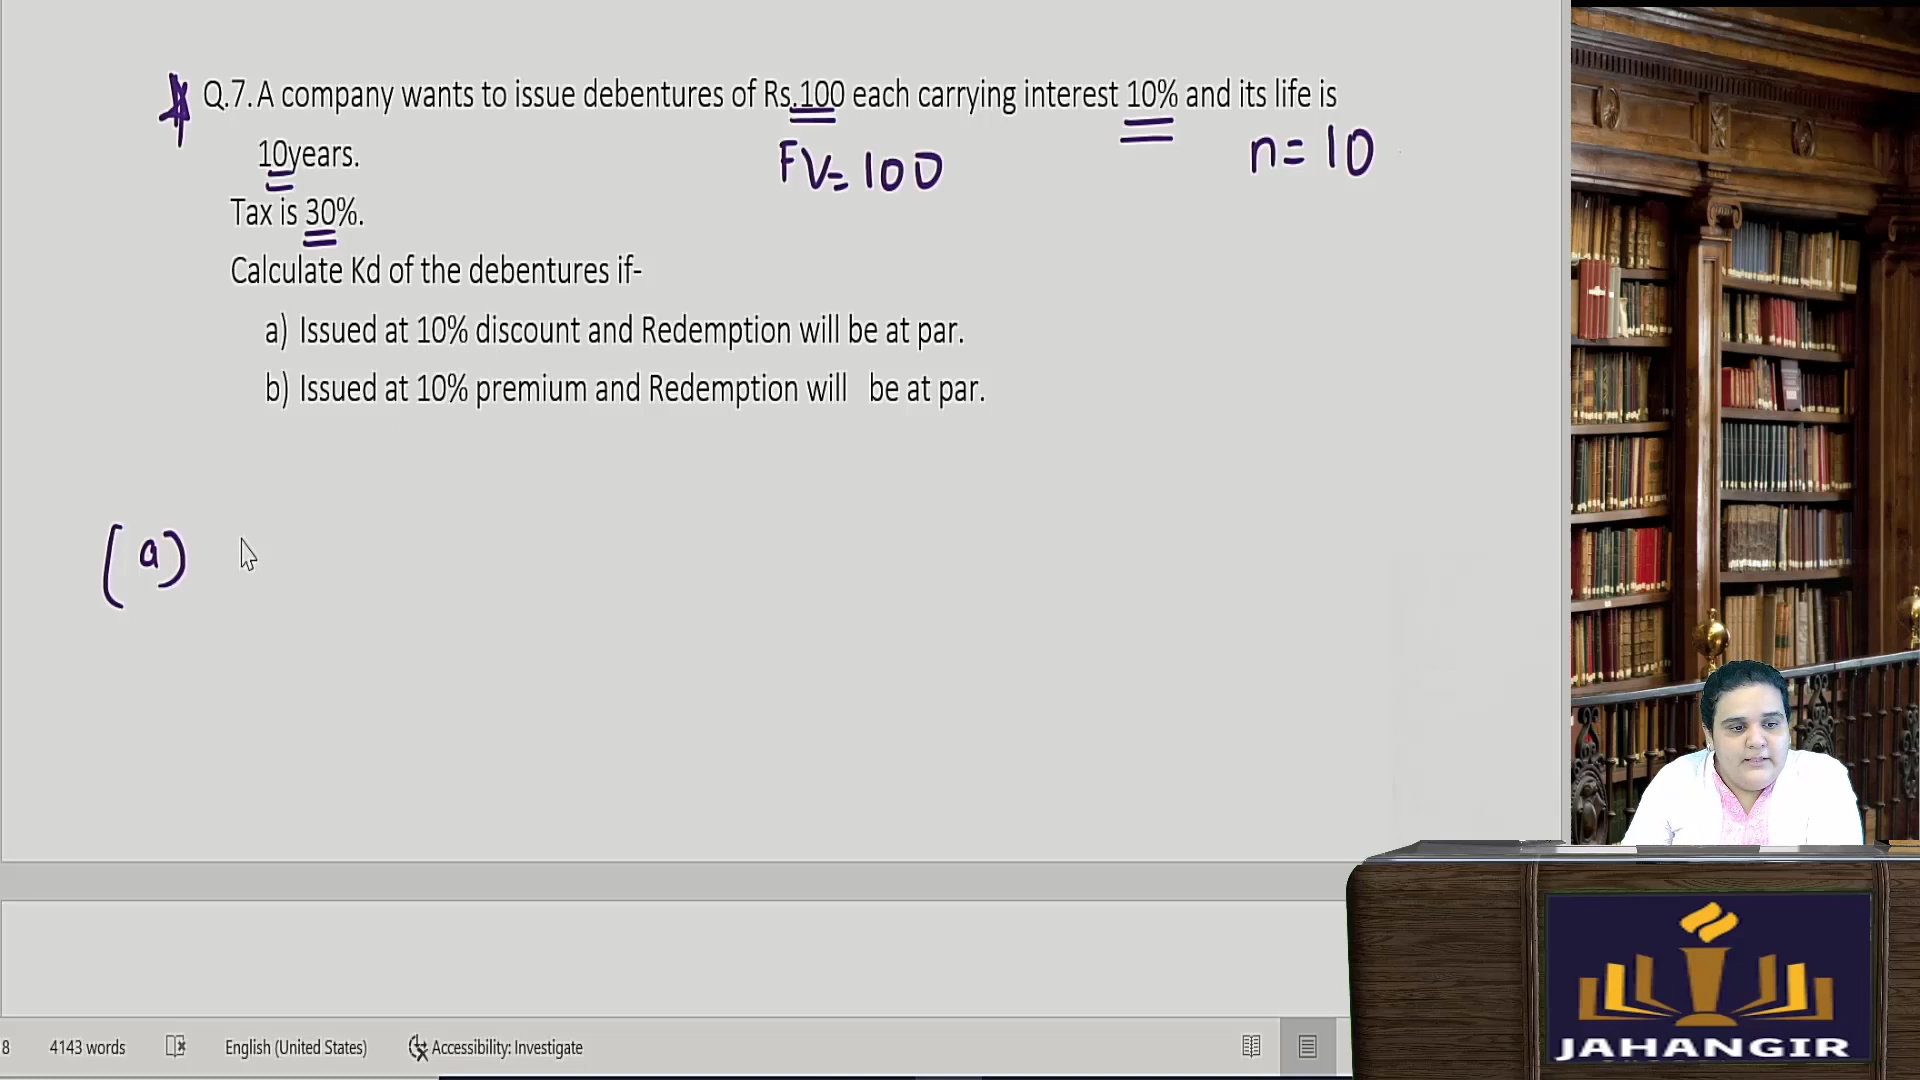 Q.7. A company wants to issue debentures of Rs.100 each carrying interest 10% and its life is
FV= 100
n= 10
10years.
Tax is 30%.
Calculate Kd of the debentures if-
a) Issued at 10% discount and Redemption will be at par.
b) Issued at 10% premium and Redemption will be at par.
(a)
8 4143 words English (United States) Accessibility: Investigate
JAHANGIR